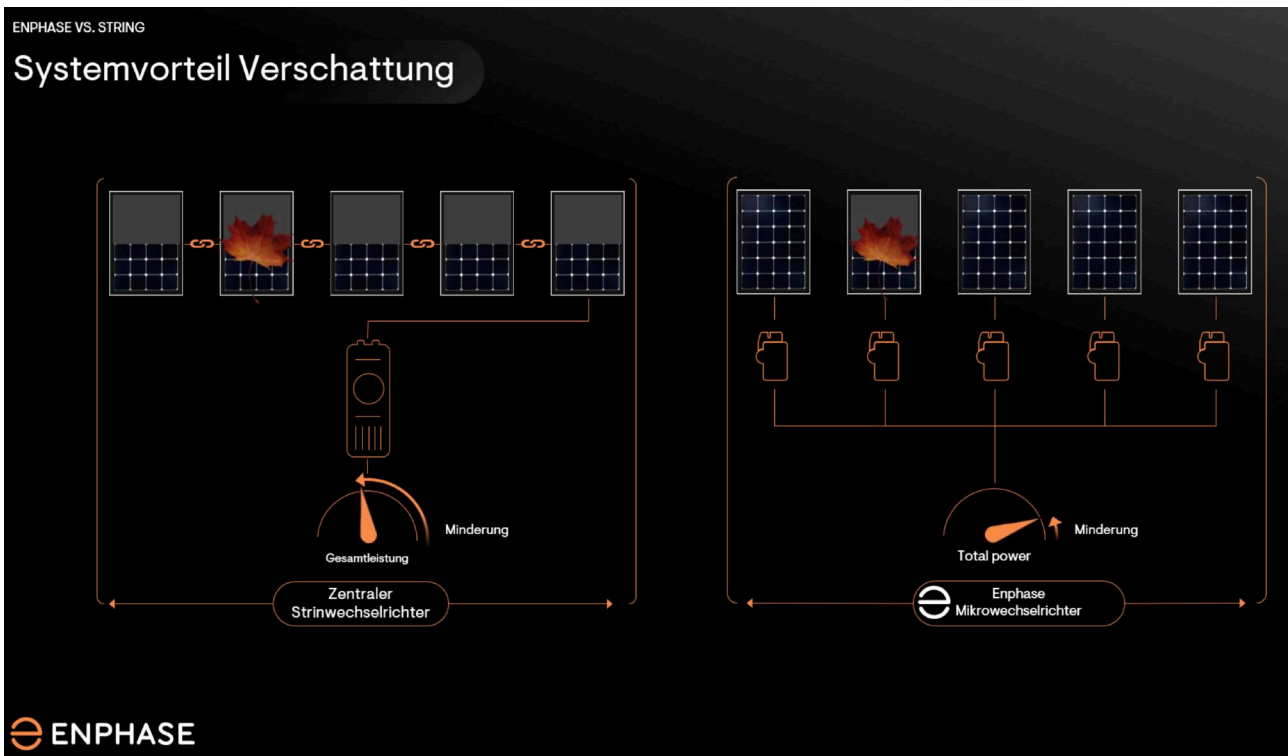 ENPHASE VS. STRING
Systemvorteil Verschattung
Minderung
Gesamtleistung
Zentraler
Strinwechselrichter
Minderung
Total power
Enphase
Mikrowechselrichter
ENPHASE